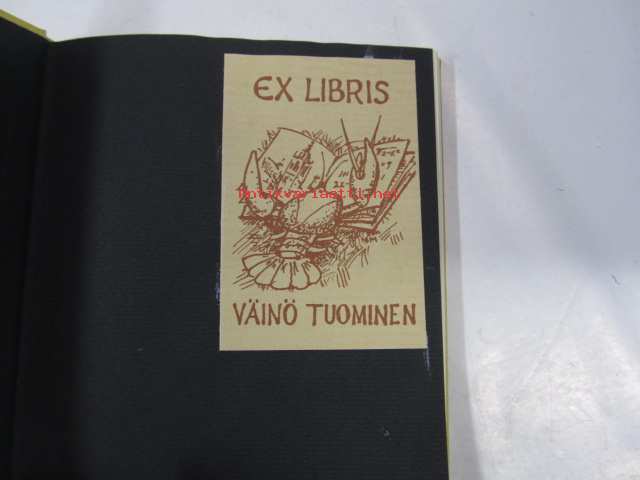 EX LIBRIS
Antikvariaatti.net
VÄINÖ TUOMINEN